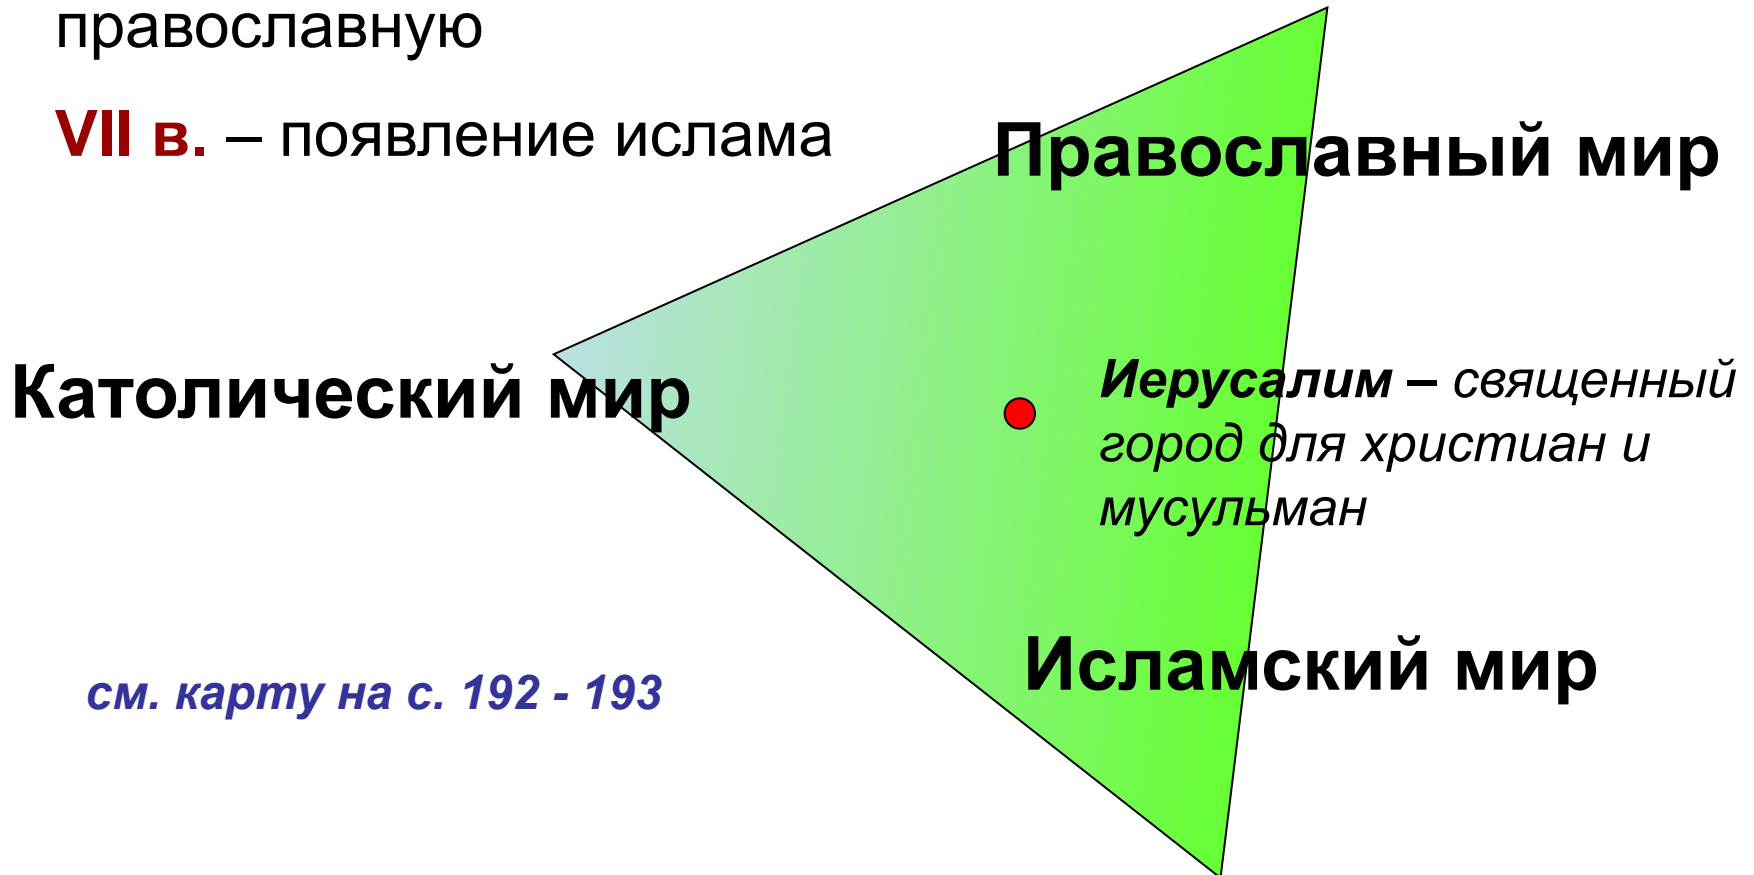 православную
VII в. – появление ислама
Православный мир
Католический мир
Иерусалим – священный
город для христиан и
мусульман
Исламский мир
см. карту на с. 192 - 193